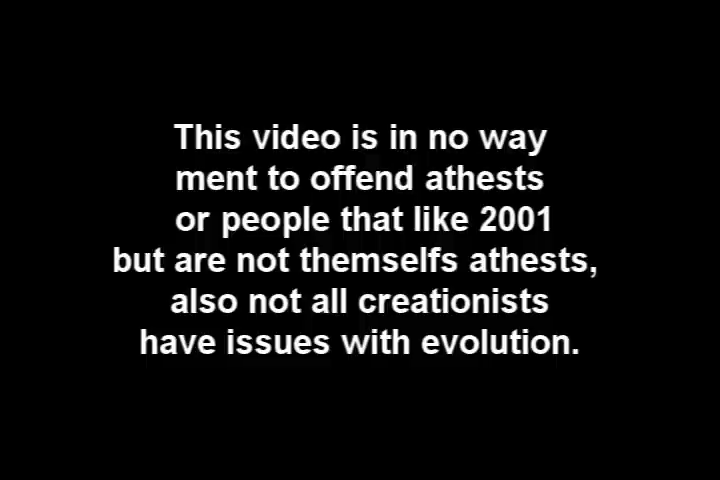 This video is in no way
ment to offend athests
or people that like 2001
but are not themselfs athests,
also not all creationists
have issues with evolution.